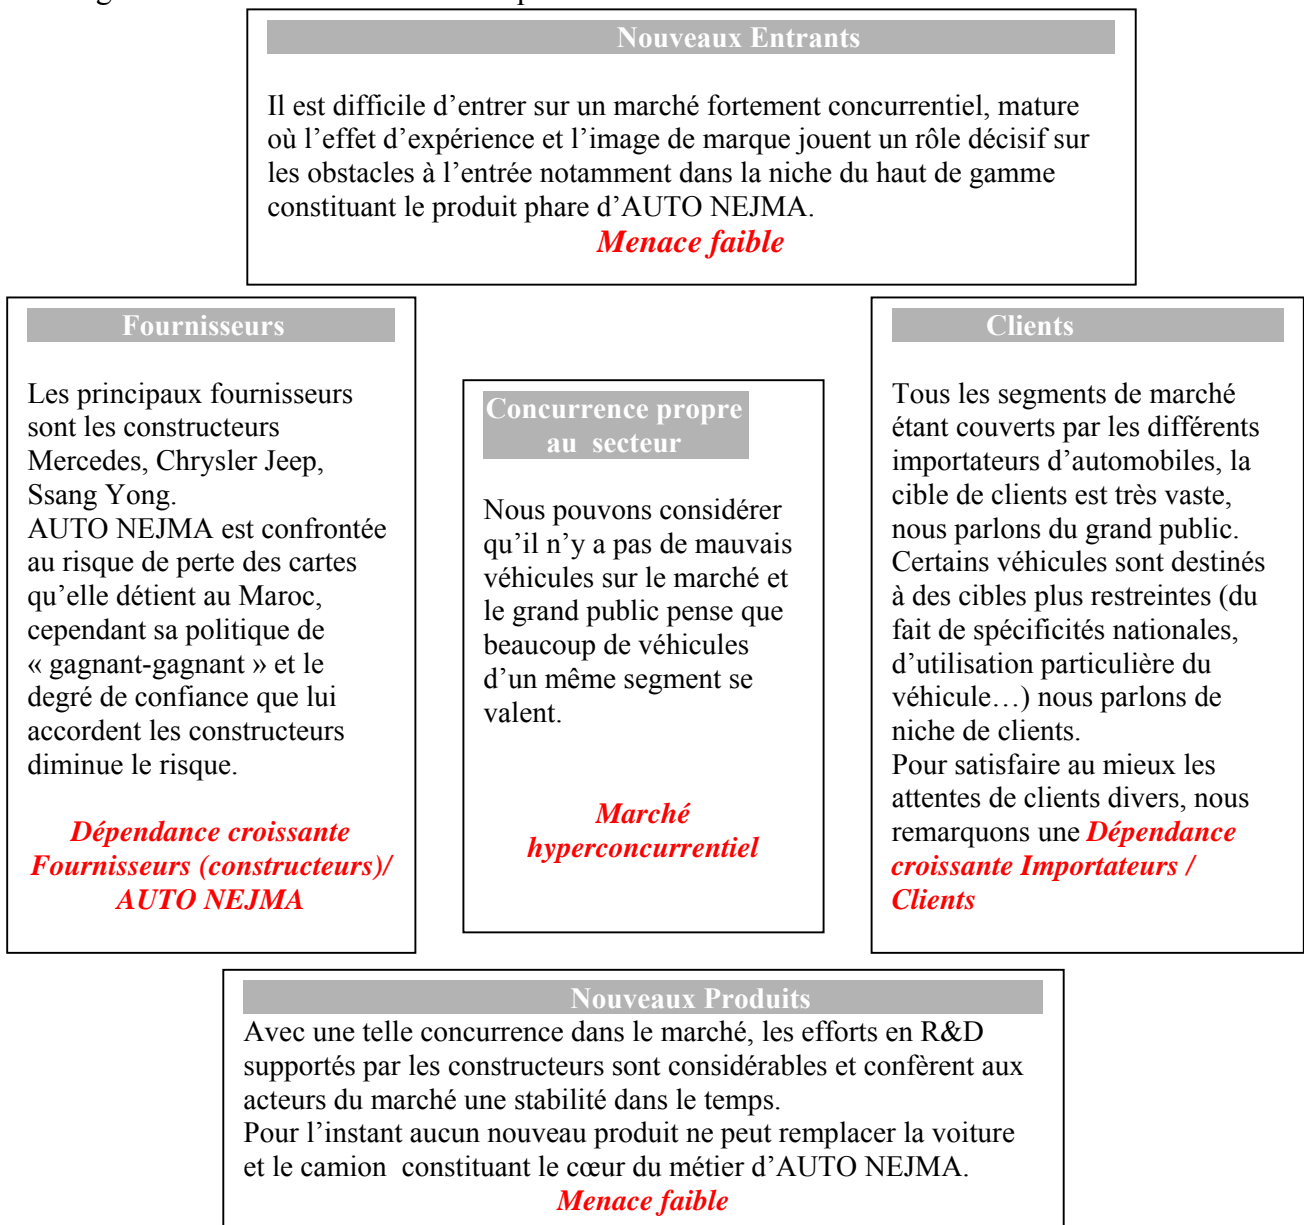 Nouveaux Entrants
Il est difficile d’entrer sur un marché fortement concurrentiel, mature
où l’effet d’expérience et l’image de marque jouent un rôle décisif sur
les obstacles à l’entrée notamment dans la niche du haut de gamme
constituant le produit phare d’AUTO NEJMA.
Menace faible
Fournisseurs
Les principaux fournisseurs
sont les constructeurs
Mercedes, Chrysler Jeep,
Ssang Yong.
AUTO NEJMA est confrontée
au risque de perte des cartes
qu’elle détient au Maroc,
cependant sa politique de
« gagnant-gagnant » et le
degré de confiance que lui
accordent les constructeurs
diminue le risque.
Dépendance croissante
Fournisseurs (constructeurs)/
AUTO NEJMA
Concurrence propre
au secteur
Nous pouvons considérer
qu’il n’y a pas de mauvais
véhicules sur le marché et
le grand public pense que
beaucoup de véhicules
d’un même segment se
valent.
Marché
hyperconcurrentiel
Clients
Tous les segments de marché
étant couverts par les différents
importateurs d’automobiles, la
cible de clients est très vaste,
nous parlons du grand public.
Certains véhicules sont destinés
à des cibles plus restreintes (du
fait de spécificités nationales,
d’utilisation particulière du
véhicule…) nous parlons de
niche de clients.
Pour satisfaire au mieux les
attentes de clients divers, nous
remarquons une Dépendance
croissante Importateurs /
Clients
Nouveaux Produits
Avec une telle concurrence dans le marché, les efforts en R&D
supportés par les constructeurs sont considérables et confèrent aux
acteurs du marché une stabilité dans le temps.
Pour l’instant aucun nouveau produit ne peut remplacer la voiture
et le camion constituant le cœur du métier d’AUTO NEJMA.
Menace faible